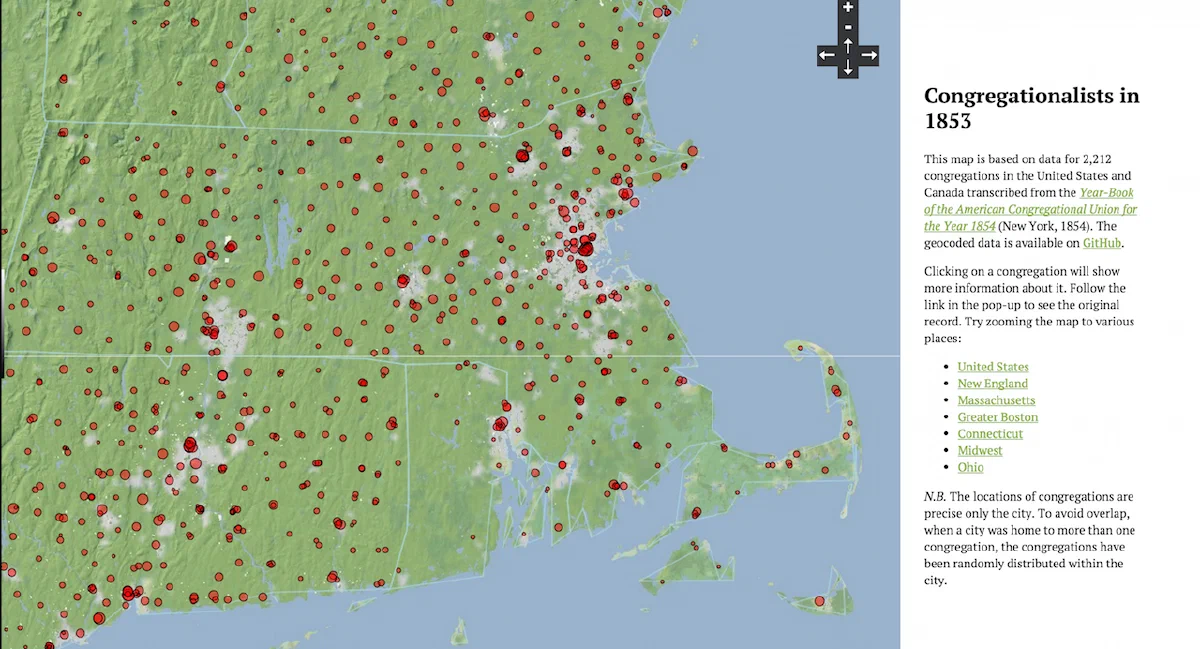 Congregationalists in
1853
This map is based on data for 2,212
congregations in the United States and
Canada transcribed from the Year-Book
of the American Congregational Union for
the Year 1854 (New York, 1854). The
geocoded data is available on GitHub.
Clicking on a congregation will show
more information about it. Follow the
link in the pop-up to see the original
record. Try zooming the map to various
places:
United States
New England
Massachusetts
Greater Boston
Connecticut
Midwest
Ohio
N.B. The locations of congregations are
precise only the city. To avoid overlap,
when a city was home to more than one
congregation, the congregations have
been randomly distributed within the
city.